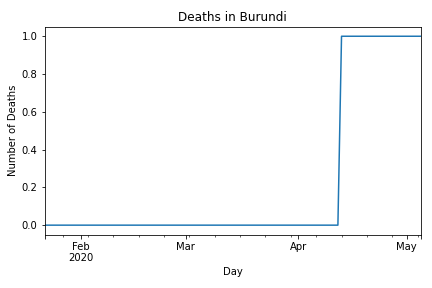 Deaths in Burundi
1.0
0.8
0.6
0.4
0.2
0.0
Number of Deaths
Feb
2020
Mar
Apr
May
Day